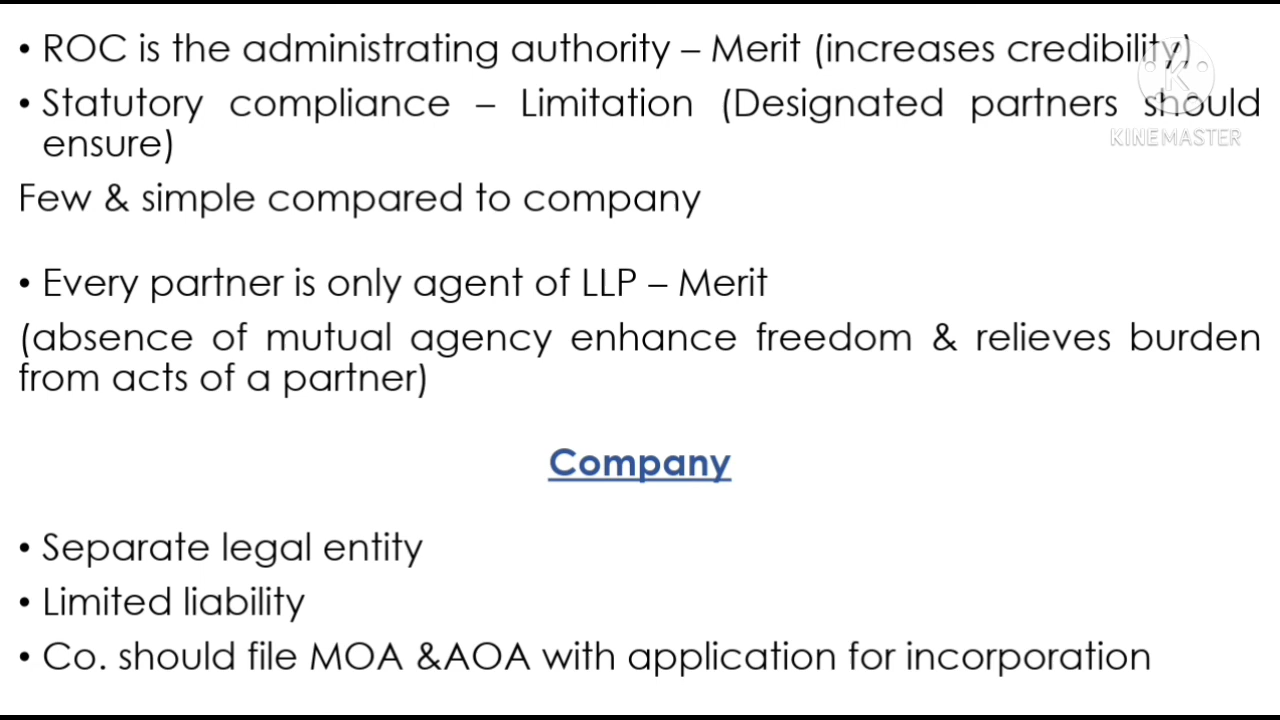 • ROC is the administrating authority – Merit (increases credibility)
• Statutory compliance – Limitation (Designated partners should
ensure)
Few & simple compared to company
• Every partner is only agent of LLP – Merit
(absence of mutual agency enhance freedom & relieves burden
from acts of a partner)
Company
• Separate legal entity
• Limited liability
• Co. should file MOA &AOA with application for incorporation
K
KINEMASTER